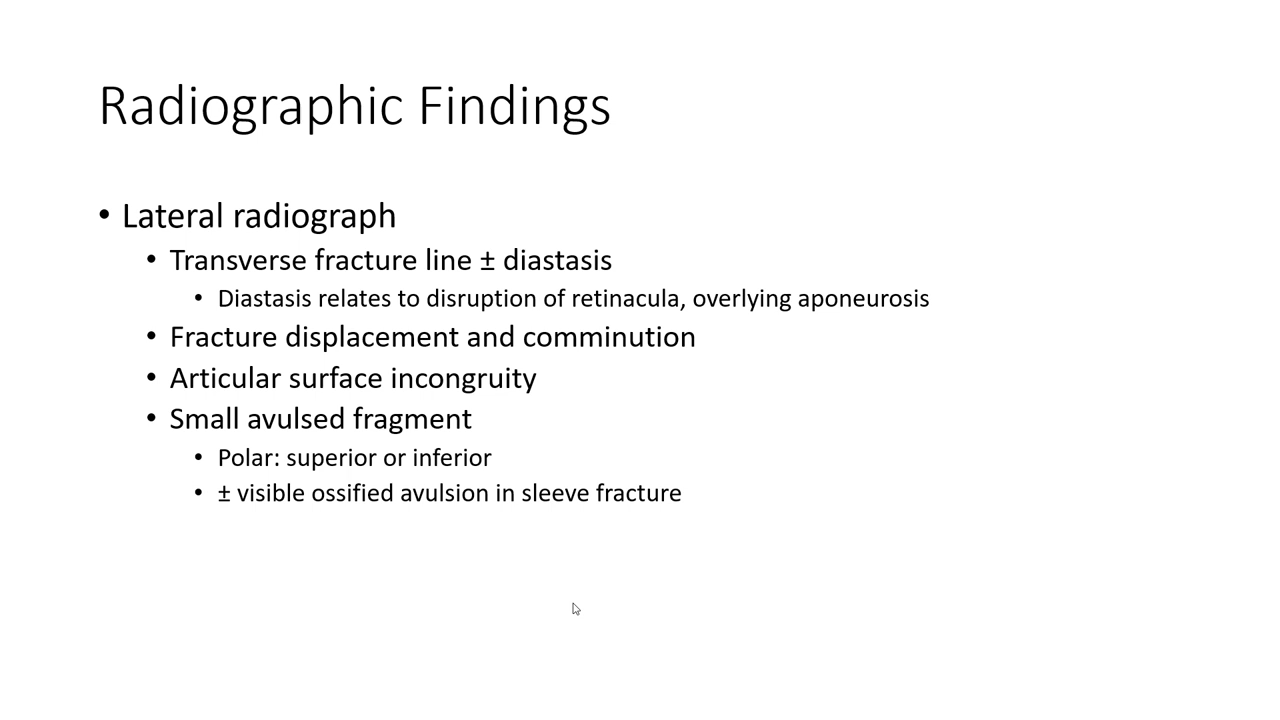 Radiographic Findings
• Lateral radiograph
• Transverse fracture line ± diastasis
• Diastasis relates to disruption of retinacula, overlying aponeurosis
• Fracture displacement and comminution
• Articular surface incongruity
• Small avulsed fragment
• Polar: superior or inferior
• ± visible ossified avulsion in sleeve fracture